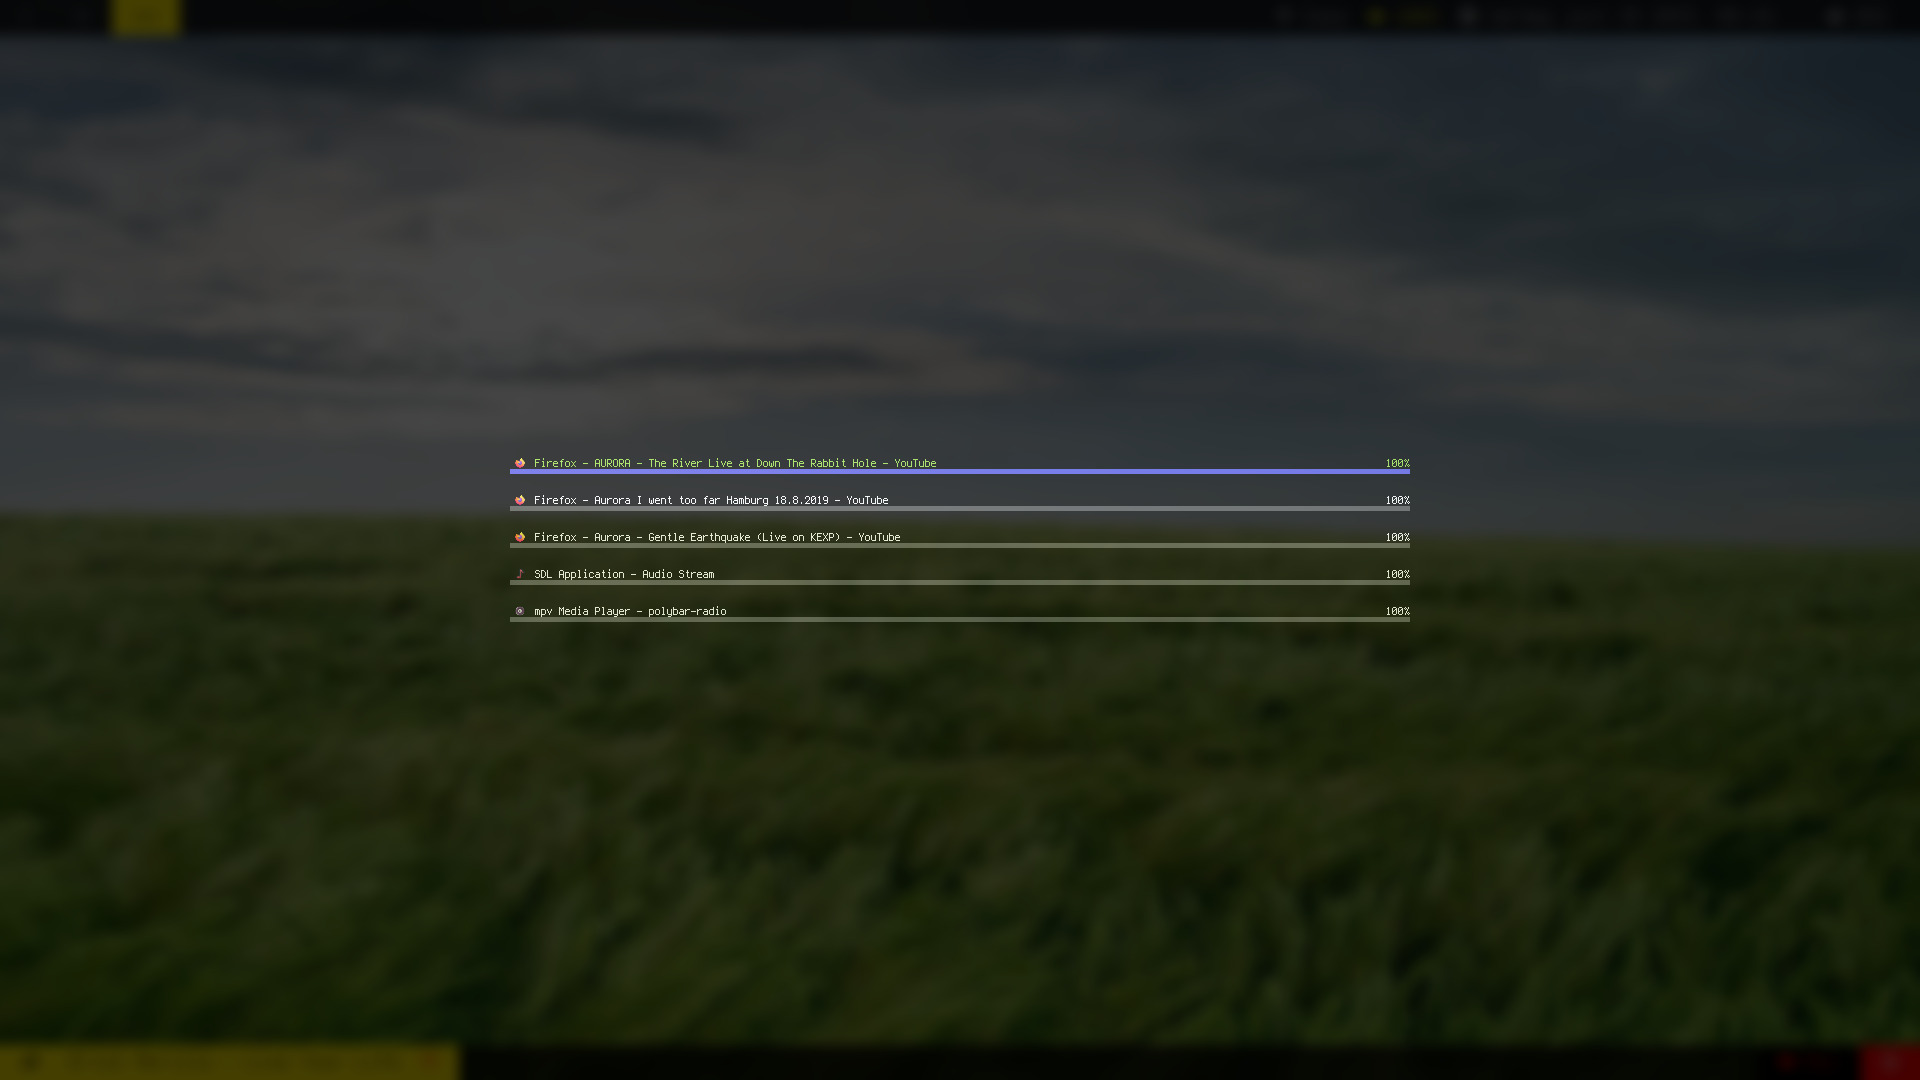 Firefox - AURORA - The River Live at Down The Rabbit Hole - YouTube 100%
Firefox - Aurora I went too far Hamburg 18.8.2019 - YouTube 100%
Firefox - Aurora - Gentle Earthquake (Live on KEXP) - YouTube 100%
SDL Application - Audio Stream 100%
mpv Media Player - polybar-radio 100%